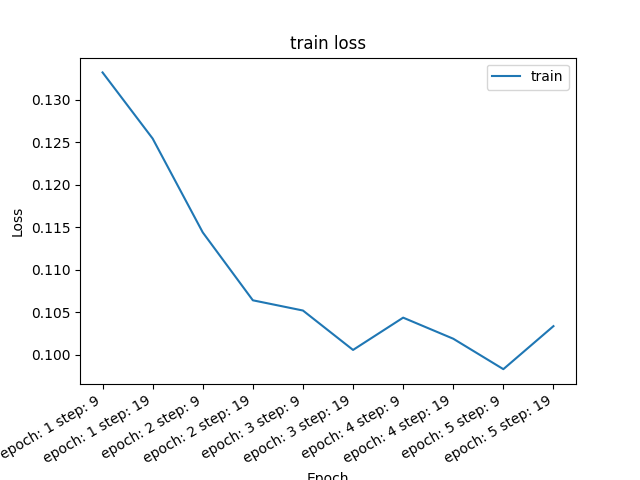 train loss
train
0.130
0.125
0.120
0.115
0.110
0.105
0.100
Loss
epoch: 1 step: 9
epoch: 1 step: 19
epoch: 2 step: 9
epoch: 2 step: 19
epoch: 3 step: 9
epoch: 3 step: 19
epoch: 4 step: 9
epoch: 4 step: 19
epoch: 5 step: 9
epoch: 5 step: 19
Epoch